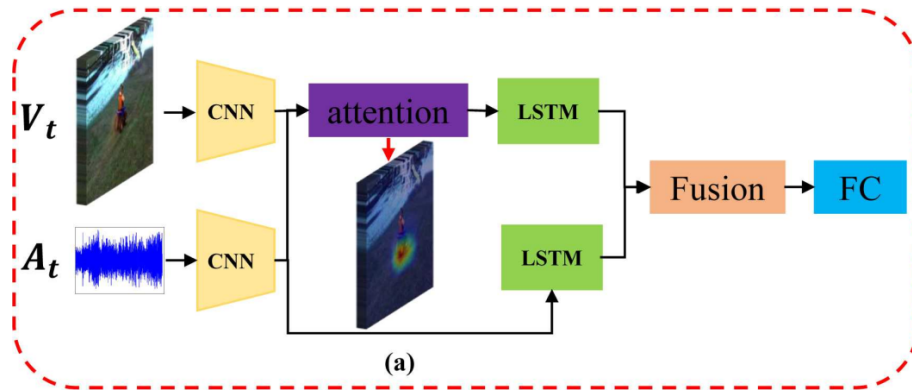 V_t
CNN
attention
LSTM
Fusion
FC
A_t
CNN
LSTM
(a)